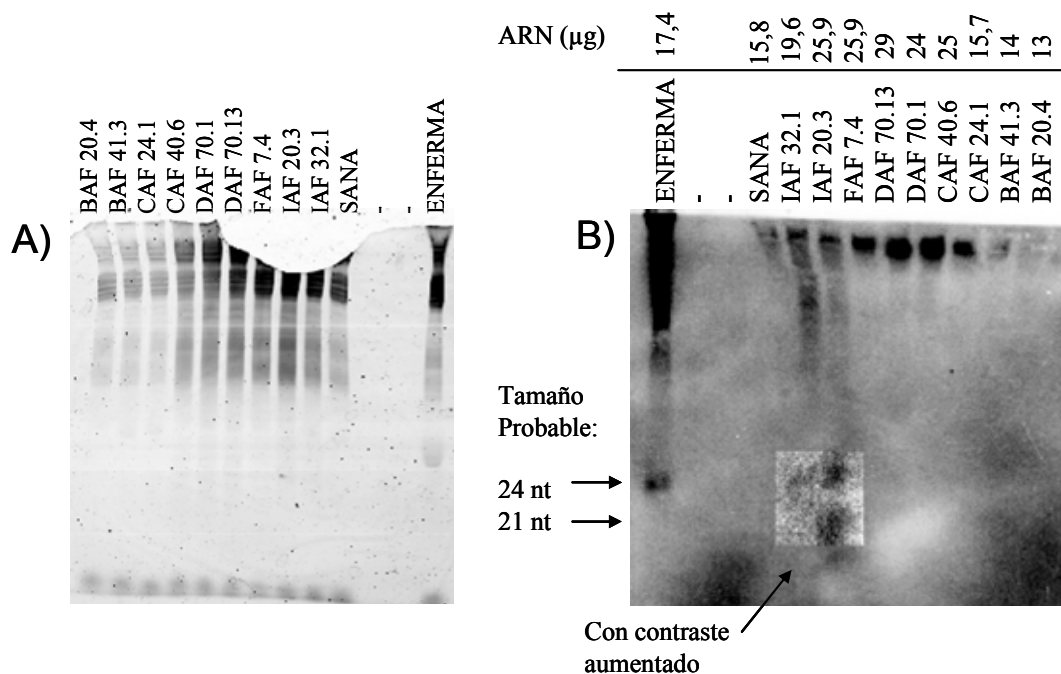 A)
BAF 20.4
BAF 41.3
CAF 24.1
CAF 40.6
DAF 70.1
DAF 70.13
FAF 7.4
IAF 20.3
IAF 32.1
SANA
-
-
ENFERMA
B)
ARN (µg)
17,4
15,8
19,6
25,9
25,9
29
24
25
15,7
14
13
ENFERMA
-
-
SANA
IAF 32.1
IAF 20.3
FAF 7.4
DAF 70.13
DAF 70.1
CAF 40.6
CAF 24.1
BAF 41.3
BAF 20.4
Tamaño
Probable:
24 nt
21 nt
Con contraste
aumentado